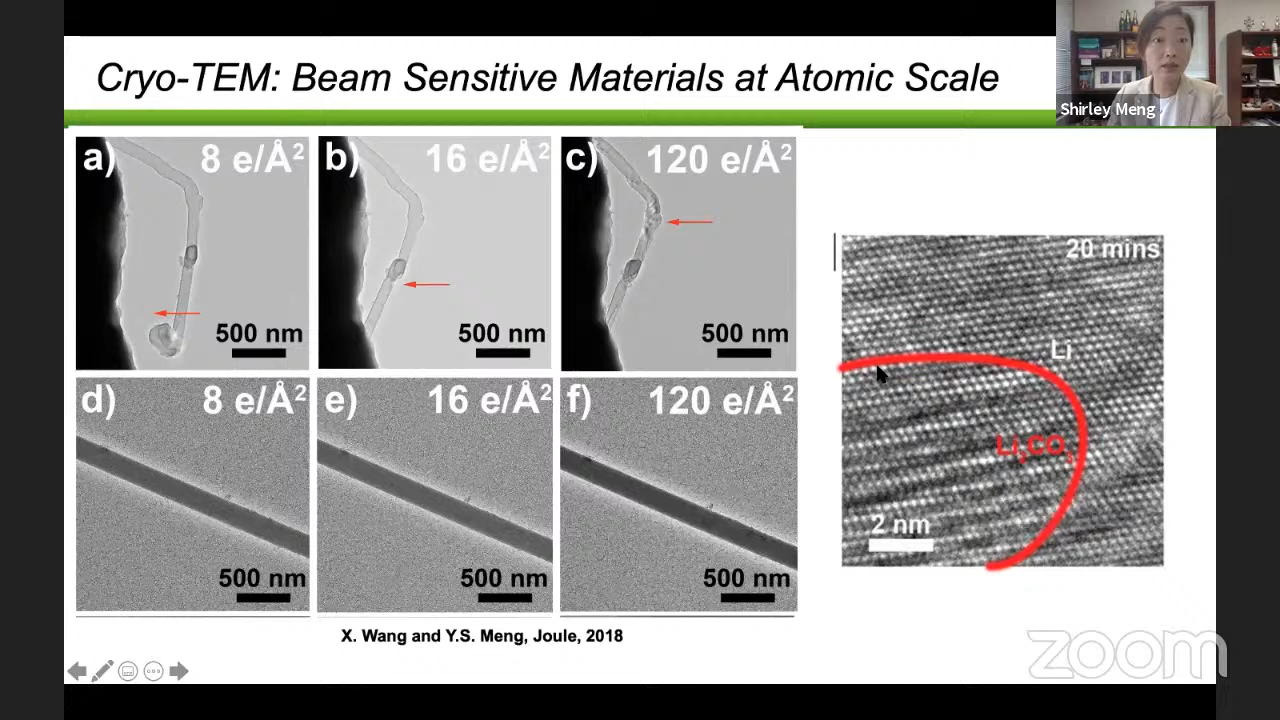 Cryo-TEM: Beam Sensitive Materials at Atomic Scale
Shirley Meng
a) 8 e/Å²
b) 16 e/Å²
c) 120 e/Å²
500 nm
500 nm
500 nm
d) 8 e/Å²
e) 16 e/Å²
f) 120 e/Å²
500 nm
500 nm
500 nm
20 mins
Li
Li₂CO₃
2 nm
X. Wang and Y.S. Meng, Joule, 2018
zoom